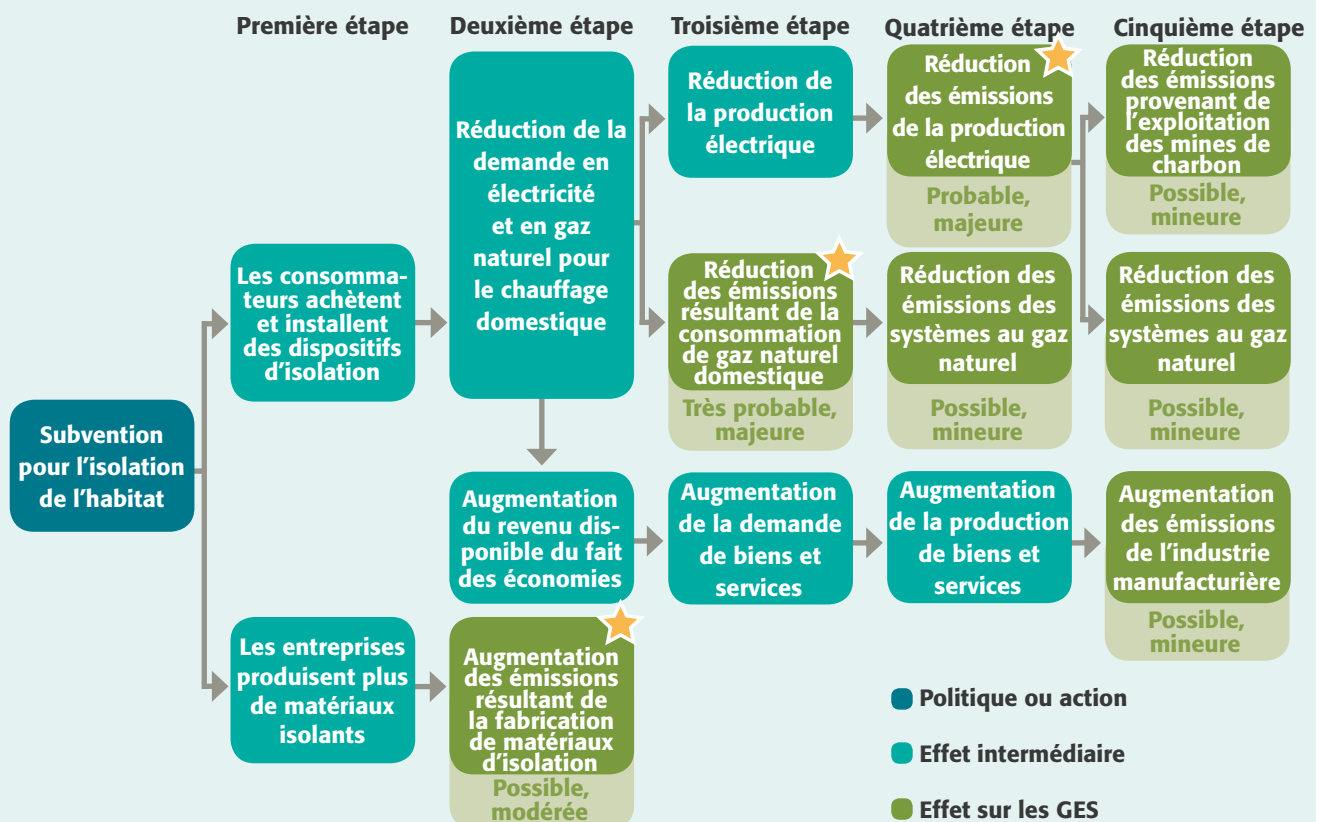 Première étape
Deuxième étape
Troisième étape
Quatrième étape
Cinquième étape
Subvention
pour l'isolation
de l'habitat
Les consomma-
teurs achètent
et installent
des dispositifs
d'isolation
Les entreprises
produisent plus
de matériaux
isolants
Réduction de la
demande en
électricité
et en gaz
naturel pour
le chauffage
domestique
Augmentation
du revenu dis-
ponible du fait
des économies
Augmentation
des émissions
résultant de
la fabrication
de matériaux
d'isolation
Possible,
modérée
Réduction de
la production
électrique
Réduction
des émissions
résultant de la
consommation
de gaz naturel
domestique
Très probable,
majeure
Augmentation
de la demande
de biens et
services
Réduction
des émissions
de la production
électrique
Probable,
majeure
Réduction des
émissions des
systèmes au gaz
naturel
Possible,
mineure
Augmentation
de la production
de biens et
services
Réduction
des émissions
provenant de
l'exploitation
des mines de
charbon
Possible,
mineure
Réduction des
émissions des
systèmes au gaz
naturel
Possible,
mineure
Augmentation
des émissions
de l'industrie
manufacturière
Possible,
mineure
Politique ou action
Effet intermédiaire
Effet sur les GES